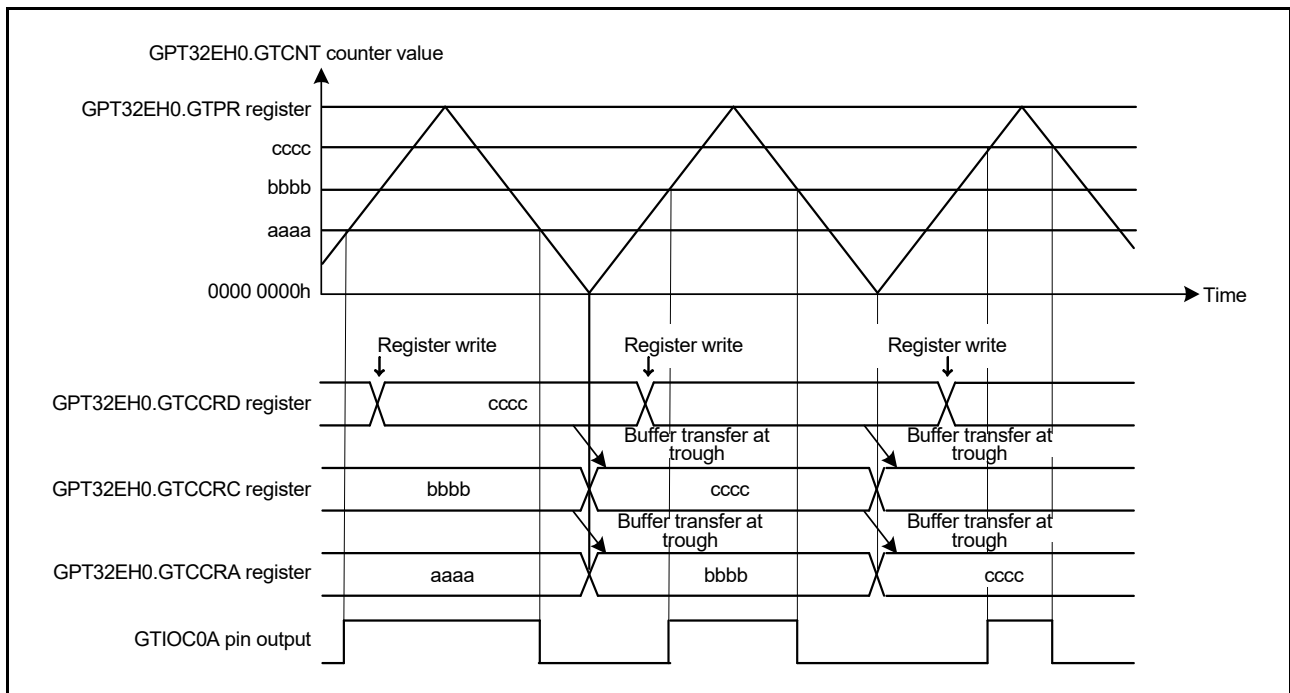 GPT32EH0.GTCNT counter value
GPT32EH0.GTPR register
cccc
bbbb
aaaa
0000 0000h
Time
Register write
Register write
Register write
GPT32EH0.GTCCRD register
cccc
Buffer transfer at
trough
Buffer transfer at
trough
GPT32EH0.GTCCRC register
bbbb
cccc
Buffer transfer at
trough
Buffer transfer at
trough
GPT32EH0.GTCCRA register
aaaa
bbbb
cccc
GTIOC0A pin output